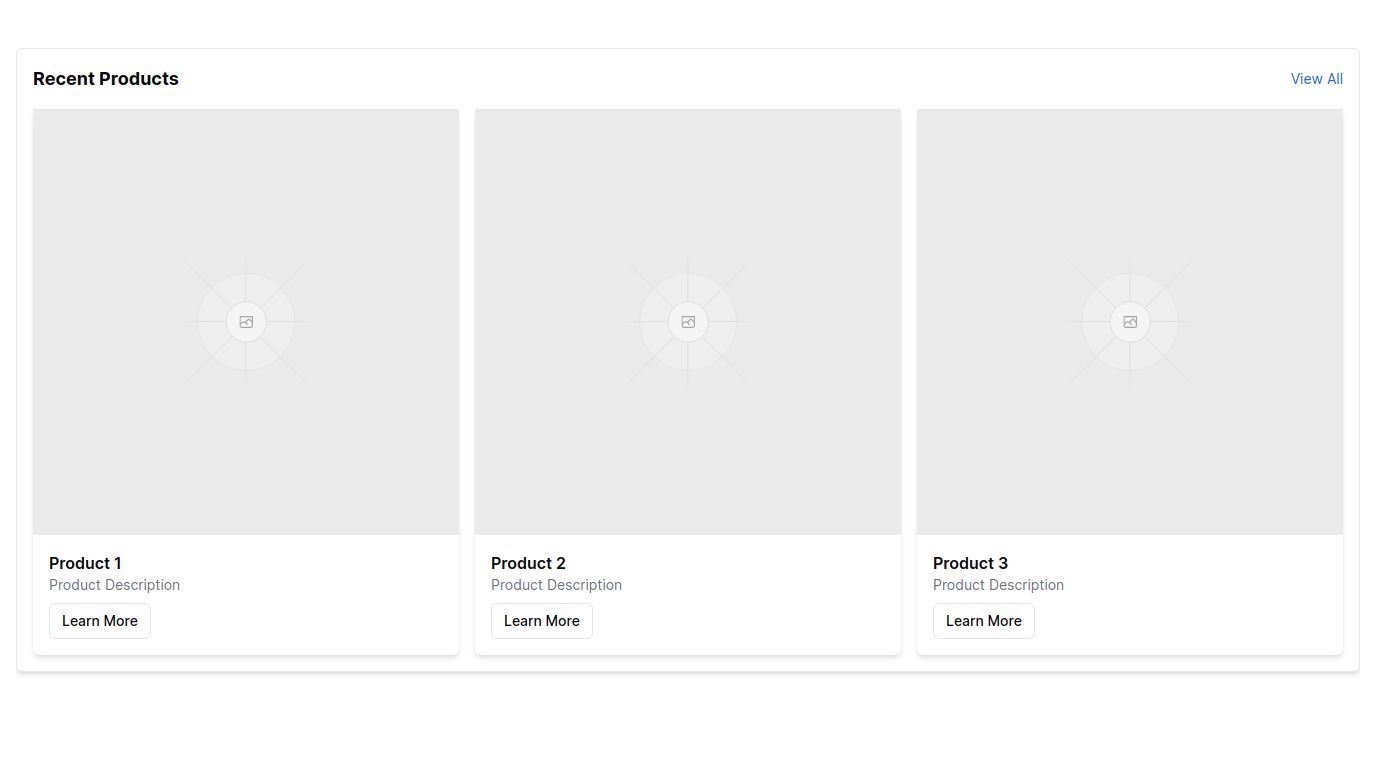 Recent Products
View All
Product 1
Product Description
Learn More
Product 2
Product Description
Learn More
Product 3
Product Description
Learn More